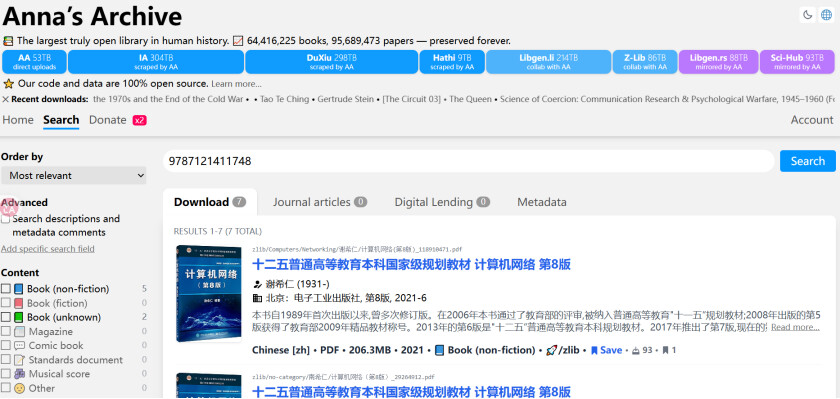 Anna's Archive
📚 The largest truly open library in human history. 📈 64,416,225 books, 95,689,473 papers — preserved forever.
AA 53TB
direct uploads
IA 304TB
scraped by AA
DuXiu 298TB
scraped by AA
Hathi 9TB
scraped by AA
Libgen.li 214TB
collab with AA
Z-Lib 86TB
collab with AA
Libgen.rs 88TB
mirrored by AA
Sci-Hub 93TB
mirrored by AA
⭐ Our code and data are 100% open source. Learn more...
✕ Recent downloads: the 1970s and the End of the Cold War • • Tao Te Ching • Gertrude Stein • [The Circuit 03] • The Queen • Science of Coercion: Communication Research & Psychological Warfare, 1945–1960 (Fo
Home Search Donate x2 Account
Order by
Most relevant
Advanced
Search descriptions and
metadata comments
Add specific search field
Content
📘 Book (non-fiction) 5
📕 Book (fiction) 0
📗 Book (unknown) 2
📰 Magazine 0
💬 Comic book 0
📝 Standards document 0
🎶 Musical score 0
🤨 Other 0
9787121411748
Search
Download 7 Journal articles 0 Digital Lending 0 Metadata
RESULTS 1-7 (7 TOTAL)
计算机网络
(第8版)
zlib/Computers/Networking/谢希仁/计算机网络(第8版)_118910471.pdf
十二五普通高等教育本科国家级规划教材 计算机网络 第8版
谢希仁 (1931-)
北京：电子工业出版社, 第8版, 2021-6
本书自1989年首次出版以来,曾多次修订版。在2006年本书通过了教育部的评审,被纳入普通高等教育"十一五"规划教材;2008年出版的第5
版获得了教育部2009年精品教材称号。2013年的第6版是"十二五"普通高等教育本科规划教材。2017年推出了第7版,现在的 Read more...
Chinese [zh] • PDF • 206.3MB • 2021 • 📘 Book (non-fiction) • 🚀/zlib • Save • 93 • 1
zlib/no-category/谢希仁/计算机网络（第8版）_29264912.pdf
十二五普通高等教育本科国家级规划教材 计算机网络 第8版